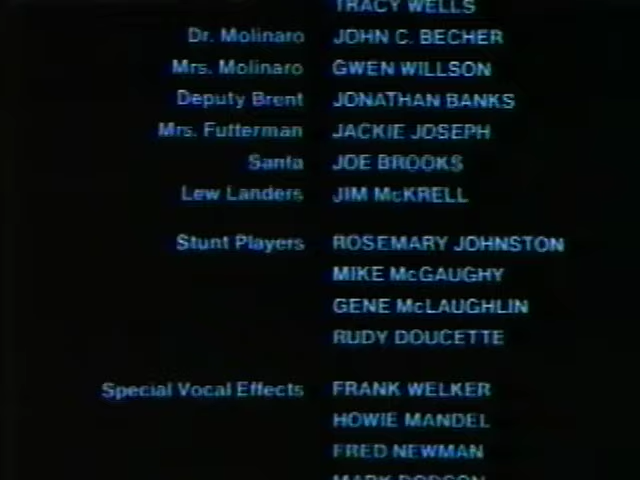 TRACY WELLS
Dr. Molinaro JOHN C. BECHER
Mrs. Molinaro GWEN WILLSON
Deputy Brent JONATHAN BANKS
Mrs. Futterman JACKIE JOSEPH
Santa JOE BROOKS
Lew Landers JIM McKRELL
Stunt Players ROSEMARY JOHNSTON
MIKE McGAUGHY
GENE McLAUGHLIN
RUDY DOUCETTE
Special Vocal Effects FRANK WELKER
HOWIE MANDEL
FRED NEWMAN
MARK DODSON